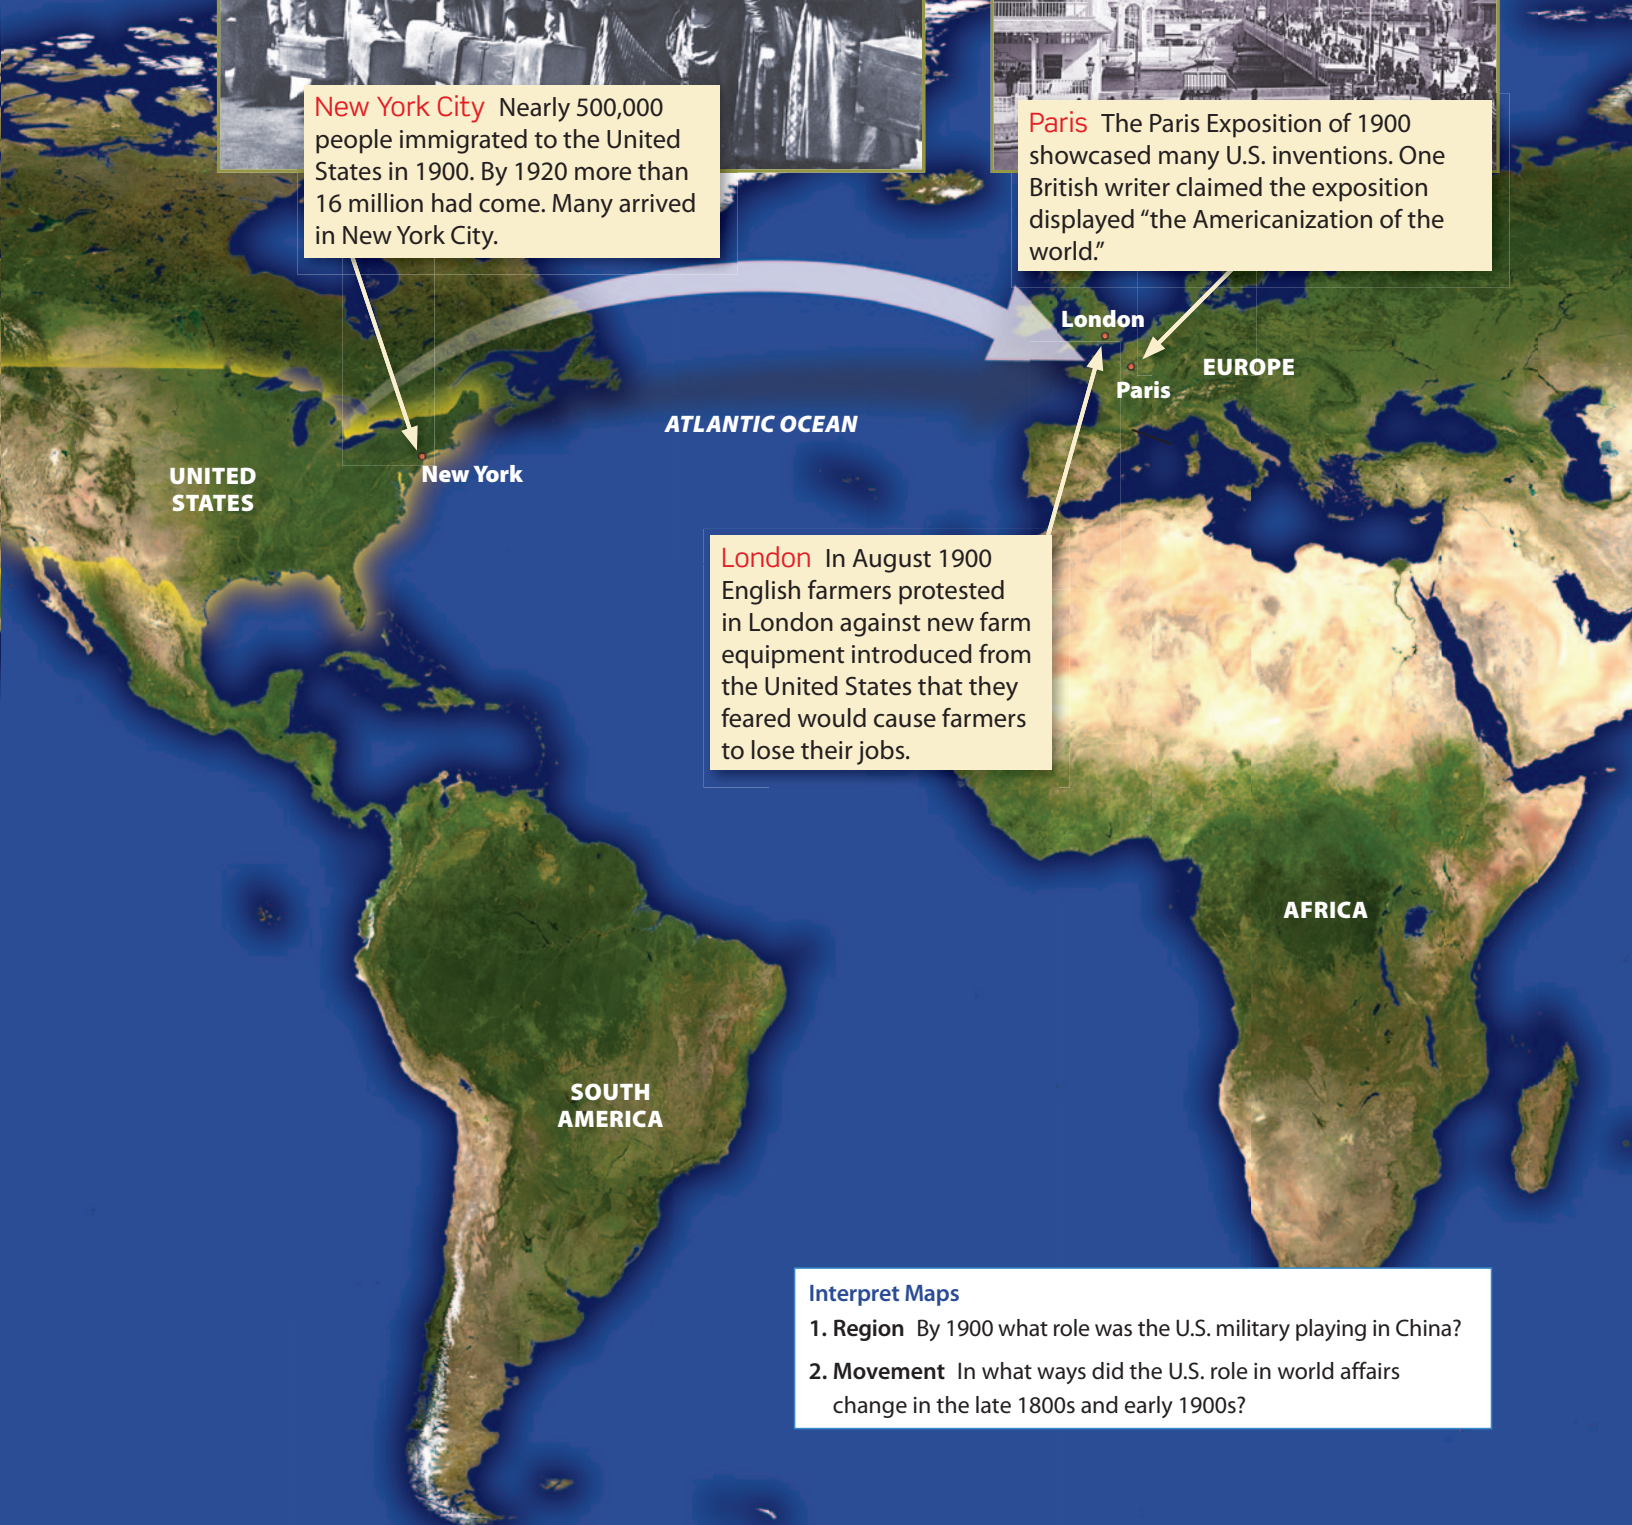 New York City Nearly 500,000
people immigrated to the United
States in 1900. By 1920 more than
16 million had come. Many arrived
in New York City.
Paris The Paris Exposition of 1900
showcased many U.S. inventions. One
British writer claimed the exposition
displayed “the Americanization of the
world.”
London
Paris
EUROPE
ATLANTIC OCEAN
UNITED
STATES
New York
London In August 1900
English farmers protested
in London against new farm
equipment introduced from
the United States that they
feared would cause farmers
to lose their jobs.
AFRICA
SOUTH
AMERICA
Interpret Maps
1. Region By 1900 what role was the U.S. military playing in China?
2. Movement In what ways did the U.S. role in world affairs
change in the late 1800s and early 1900s?